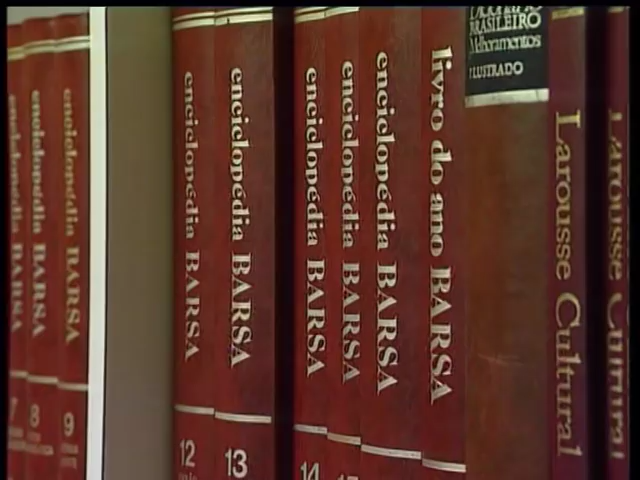 enciclopédia BARSA
7
enciclopédia BARSA
8
enciclopédia BARSA
9
enciclopédia BARSA
12
enciclopédia BARSA
13
enciclopédia BARSA
14
enciclopédia BARSA
enciclopédia BARSA
livro do ano BARSA
BRASILEIRO
Melhoramentos
ILUSTRADO
Larousse Cultural
Larousse Cultural